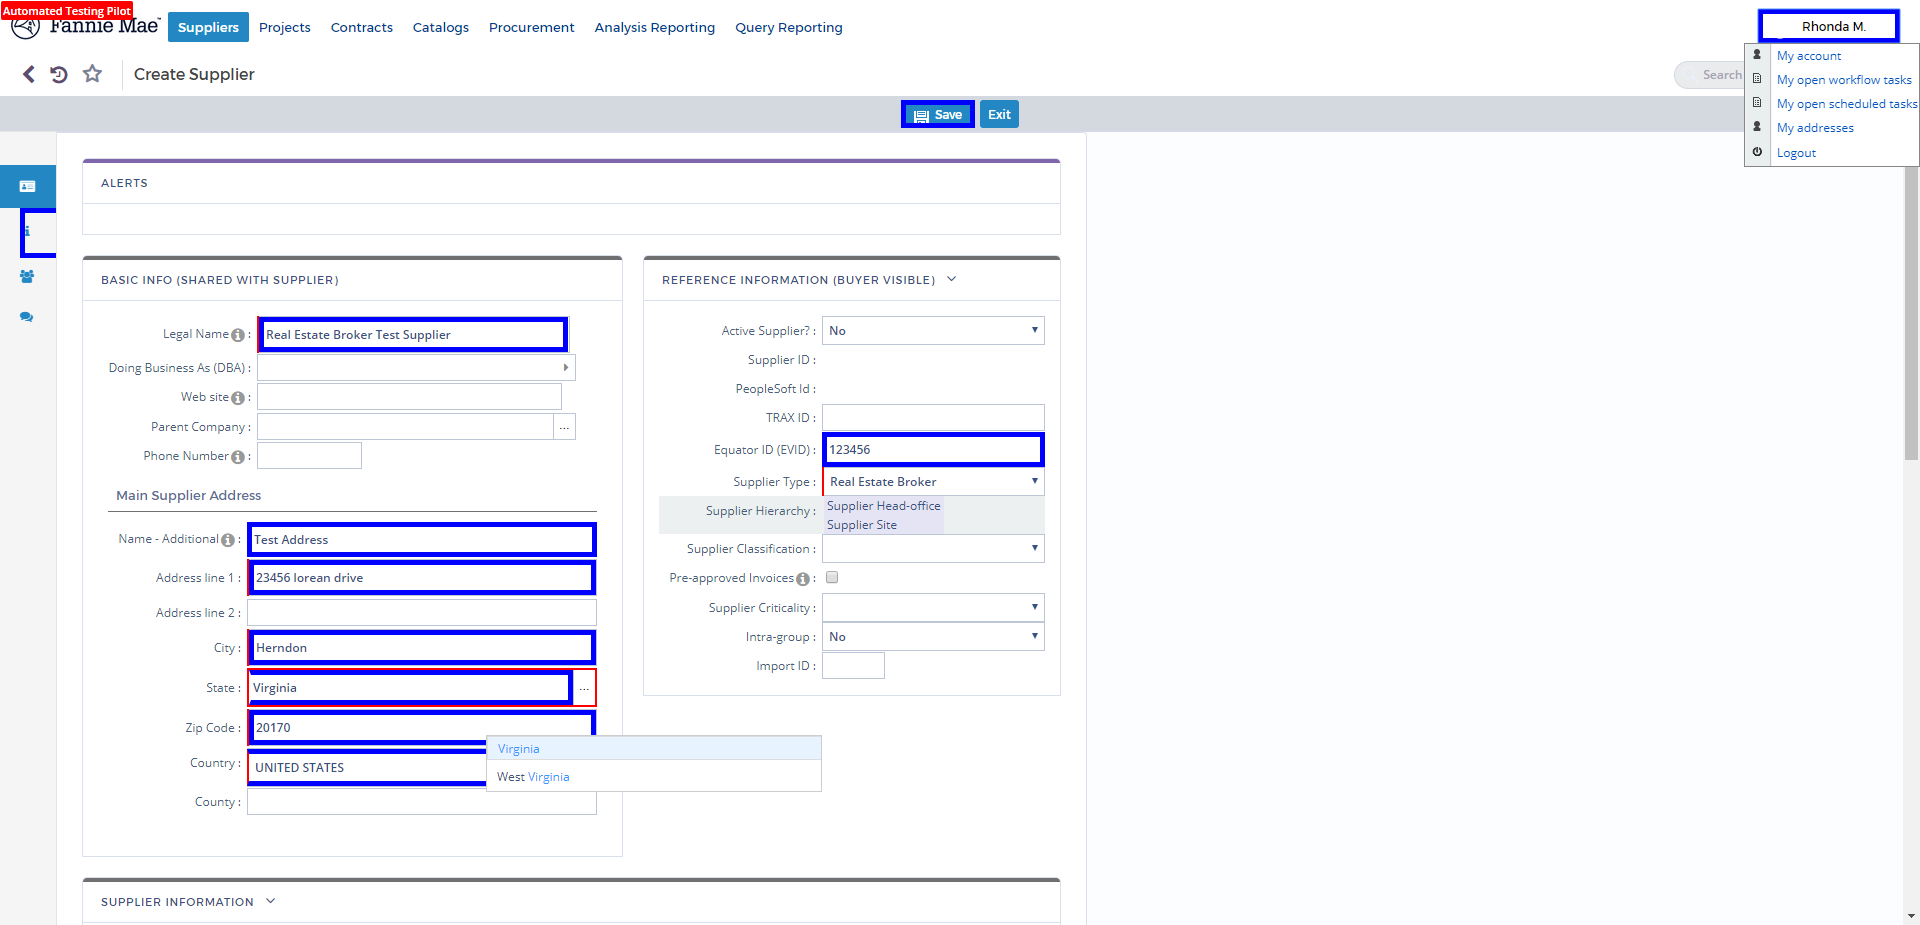 Automated Testing Pilot
Fannie Mae™
Suppliers Projects Contracts Catalogs Procurement Analysis Reporting Query Reporting
Rhonda M.
My account
My open workflow tasks
My open scheduled tasks
My addresses
Logout
Create Supplier
Search
Save Exit
ALERTS
BASIC INFO (SHARED WITH SUPPLIER)
Legal Name : Real Estate Broker Test Supplier
Doing Business As (DBA) :
Web site :
Parent Company : ...
Phone Number :
Main Supplier Address
Name - Additional : Test Address
Address line 1 : 23456 lorean drive
Address line 2 :
City : Herndon
State : Virginia ...
Zip Code : 20170
Country : UNITED STATES
County :
Virginia
West Virginia
REFERENCE INFORMATION (BUYER VISIBLE)
Active Supplier? : No
Supplier ID :
PeopleSoft Id :
TRAX ID :
Equator ID (EVID) : 123456
Supplier Type : Real Estate Broker
Supplier Hierarchy : Supplier Head-office
Supplier Site
Supplier Classification :
Pre-approved Invoices :
Supplier Criticality :
Intra-group : No
Import ID :
SUPPLIER INFORMATION